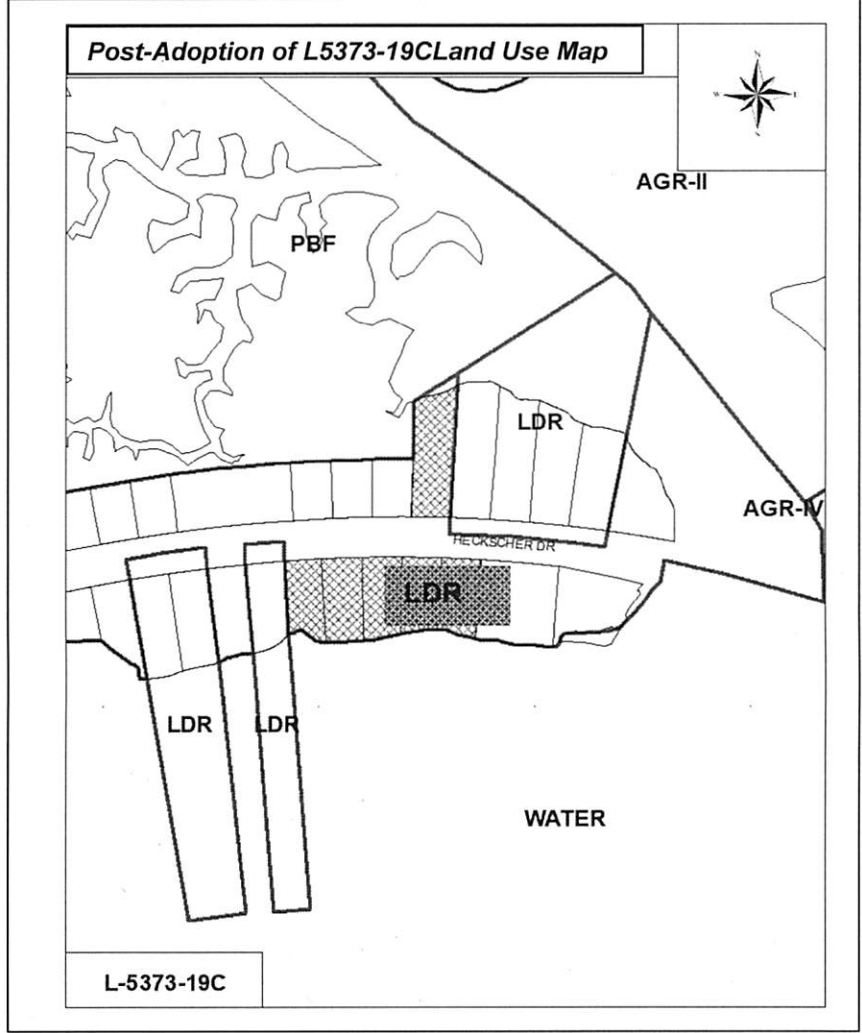 Post-Adoption of L5373-19CLand Use Map
N
W E
S
AGR-II
PBF
LDR
AGR-IV
HECKSCHER DR
LDR
LDR LDR
WATER
L-5373-19C